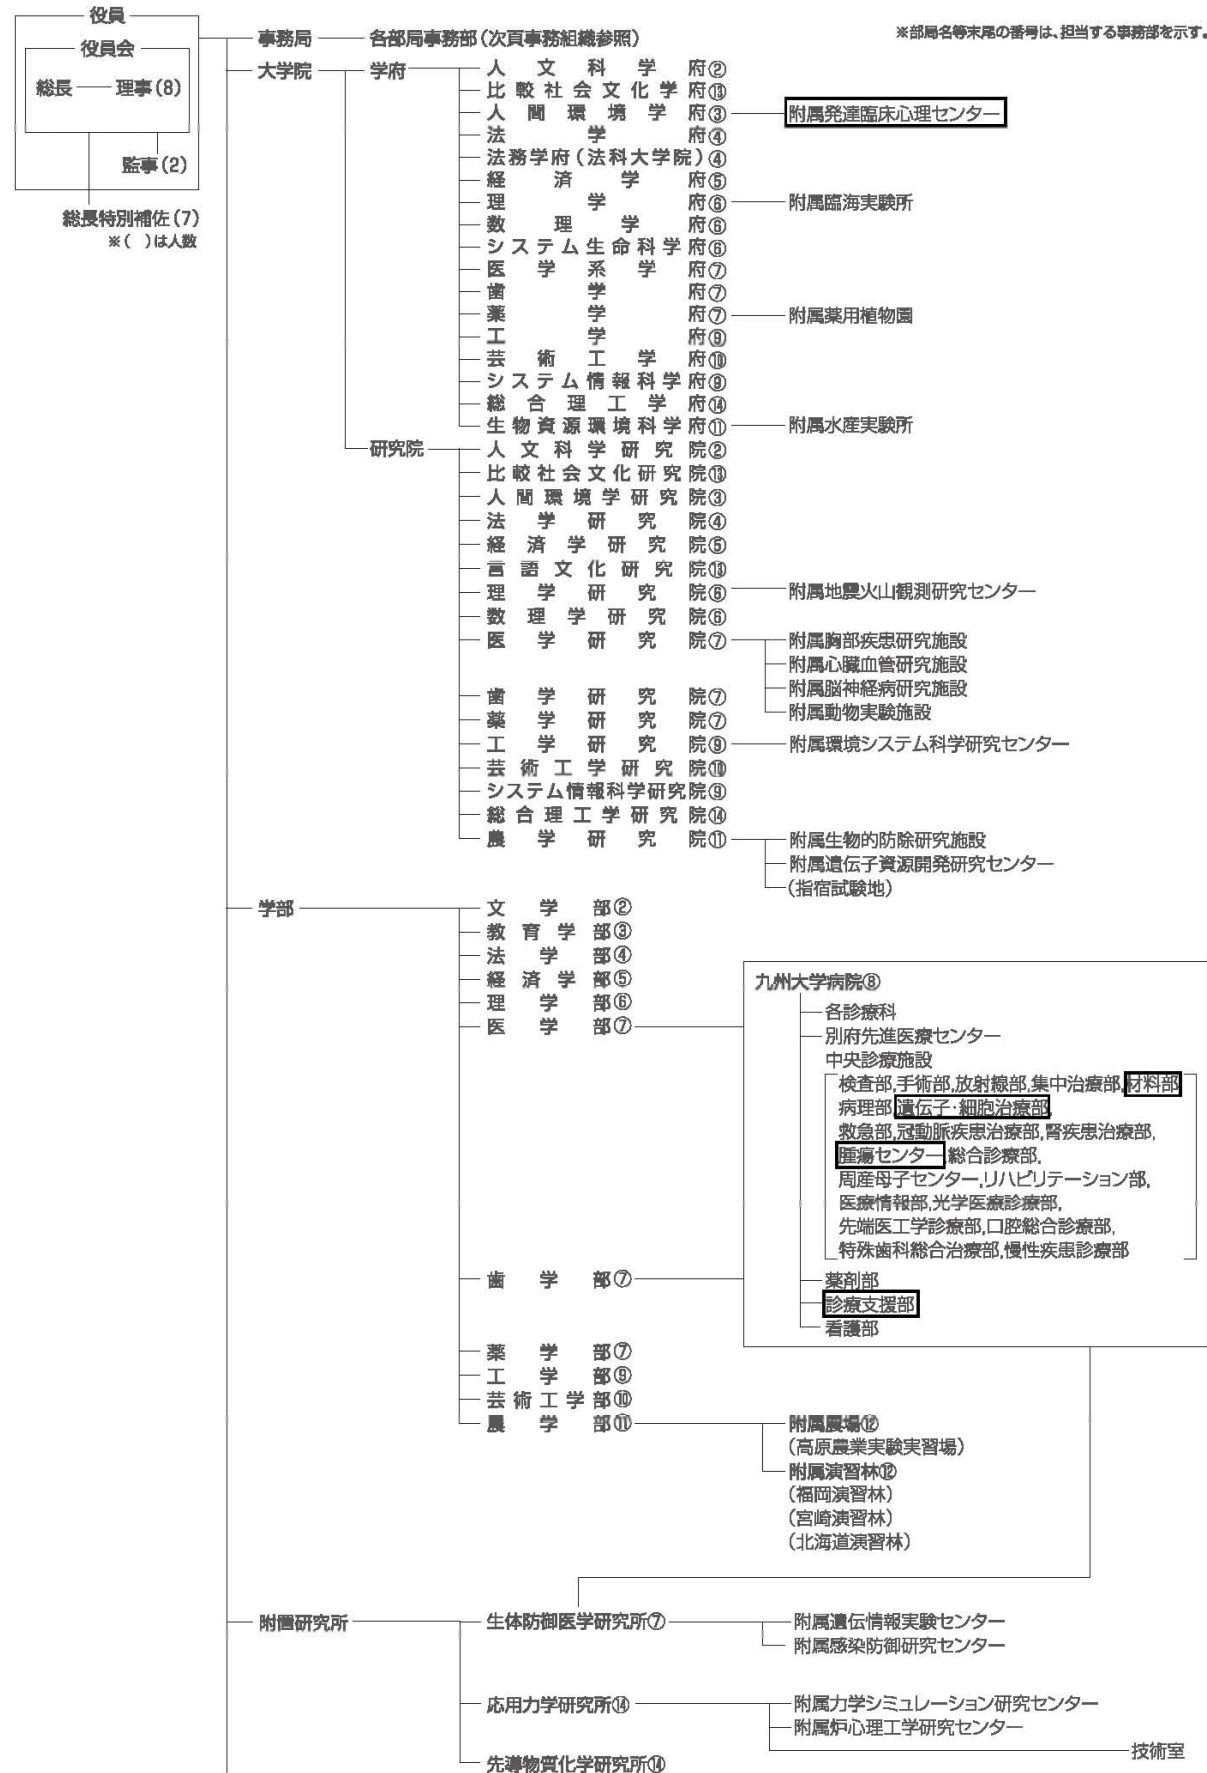 役員
役員会
総長
理事(8)
監事(2)
総長特別補佐(7)
※( )は人数
※部局名等末尾の番号は、担当する事務部を示す。
事務局
各部局事務部(次頁事務組織参照)
大学院
学府
人文科学府②
比較社会文化学府⑬
人間環境学府③
附属発達臨床心理センター
法学府④
法務学府(法科大学院)④
経済学府⑤
理学府⑥
附属臨海実験所
数理学府⑥
システム生命科学府⑥
医学系学府⑦
歯学府⑦
薬学府⑦
附属薬用植物園
工学府⑨
芸術工学府⑩
システム情報科学府⑨
総合理工学府⑭
生物資源環境科学府⑪
附属水産実験所
研究院
人文科学研究院②
比較社会文化研究院⑬
人間環境学研究院③
法学研究院④
経済学研究院⑤
言語文化研究院⑬
理学研究院⑥
附属地震火山観測研究センター
数理学研究院⑥
医学研究院⑦
附属胸部疾患研究施設
附属心臓血管研究施設
附属脳神経病研究施設
附属動物実験施設
歯学研究院⑦
薬学研究院⑦
工学研究院⑨
附属環境システム科学研究センター
芸術工学研究院⑩
システム情報科学研究院⑨
総合理工学研究院⑭
農学研究院⑪
附属生物的防除研究施設
附属遺伝子資源開発研究センター
(指宿試験地)
学部
文学部②
教育学部③
法学部④
経済学部⑤
理学部⑥
医学部⑦
九州大学病院⑧
各診療科
別府先進医療センター
中央診療施設
検査部,手術部,放射線部,集中治療部,材料部
病理部,遺伝子・細胞治療部,
救急部,冠動脈疾患治療部,腎疾患治療部,
腫瘍センター,総合診療部,
周産母子センター,リハビリテーション部,
医療情報部,光学医療診療部,
先端医工学診療部,口腔総合診療部,
特殊歯科総合治療部,慢性疾患診療部
薬剤部
診療支援部
看護部
歯学部⑦
薬学部⑦
工学部⑨
芸術工学部⑩
農学部⑪
附属農場⑫
(高原農業実験実習場)
附属演習林⑫
(福岡演習林)
(宮崎演習林)
(北海道演習林)
附置研究所
生体防御医学研究所⑦
附属遺伝情報実験センター
附属感染防御研究センター
応用力学研究所⑭
附属力学シミュレーション研究センター
附属炉心理工学研究センター
技術室
先導物質化学研究所⑭